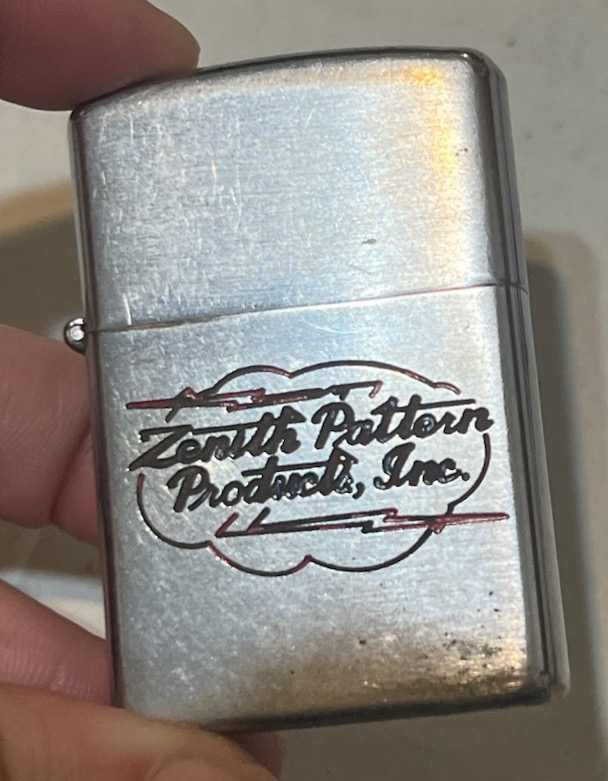 Zenith Pattern
Products, Inc.